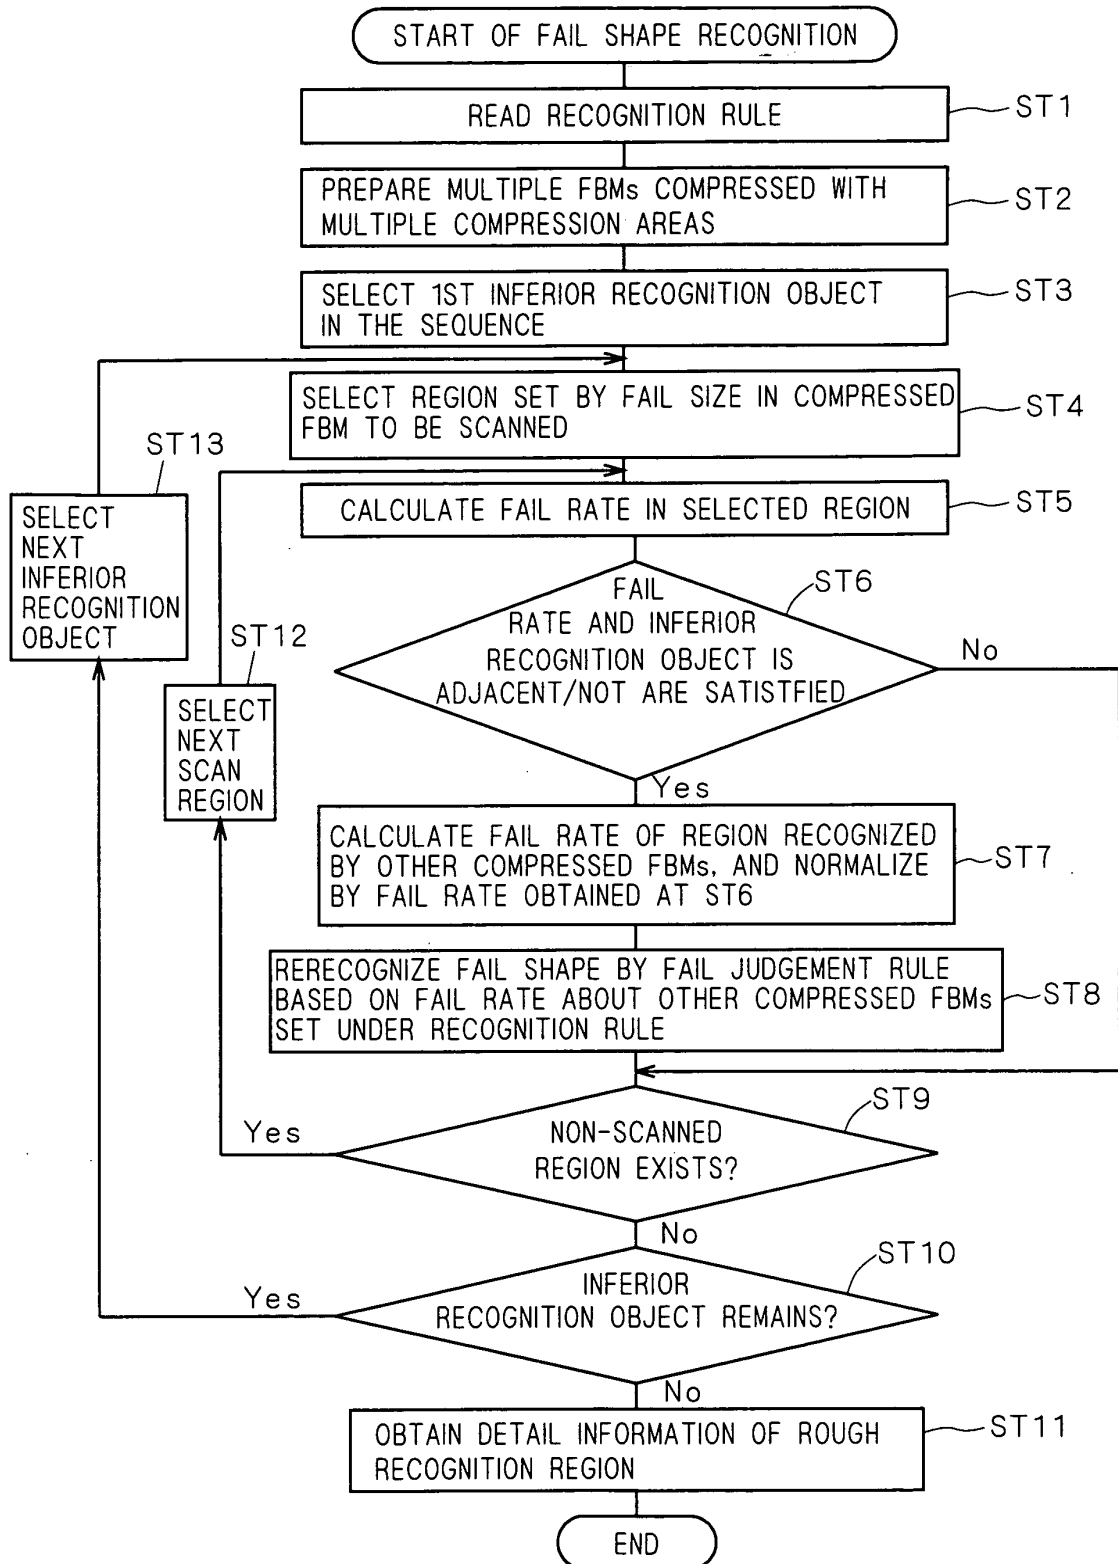 START OF FAIL SHAPE RECOGNITION
READ RECOGNITION RULE
ST1
PREPARE MULTIPLE FBMs COMPRESSED WITH
MULTIPLE COMPRESSION AREAS
ST2
SELECT 1ST INFERIOR RECOGNITION OBJECT
IN THE SEQUENCE
ST3
SELECT REGION SET BY FAIL SIZE IN COMPRESSED
FBM TO BE SCANNED
ST4
ST13
SELECT
NEXT
INFERIOR
RECOGNITION
OBJECT
CALCULATE FAIL RATE IN SELECTED REGION
ST5
FAIL
RATE AND INFERIOR
RECOGNITION OBJECT IS
ADJACENT/NOT ARE SATISTFIED
ST6
No
ST12
SELECT
NEXT
SCAN
REGION
Yes
CALCULATE FAIL RATE OF REGION RECOGNIZED
BY OTHER COMPRESSED FBMs, AND NORMALIZE
BY FAIL RATE OBTAINED AT ST6
ST7
RERECOGNIZE FAIL SHAPE BY FAIL JUDGEMENT RULE
BASED ON FAIL RATE ABOUT OTHER COMPRESSED FBMs
SET UNDER RECOGNITION RULE
ST8
NON-SCANNED
REGION EXISTS?
ST9
Yes
No
INFERIOR
RECOGNITION OBJECT REMAINS?
ST10
Yes
No
OBTAIN DETAIL INFORMATION OF ROUGH
RECOGNITION REGION
ST11
END